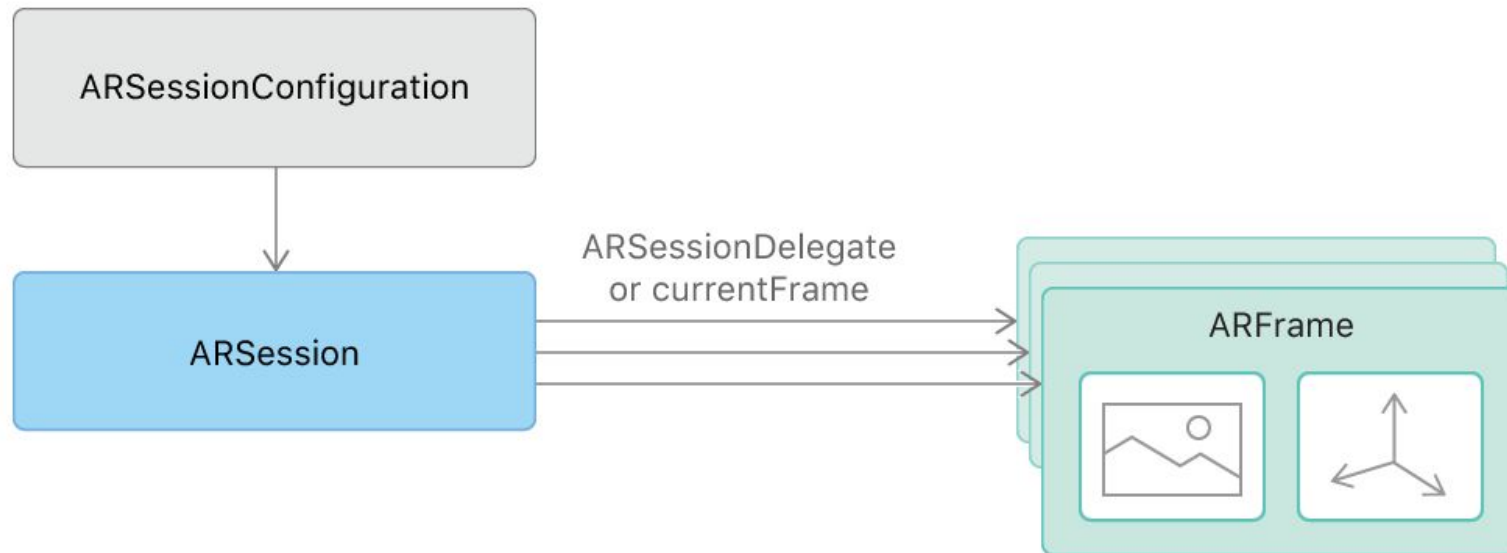 ARSessionConfiguration
ARSession
ARSessionDelegate
or currentFrame
ARFrame